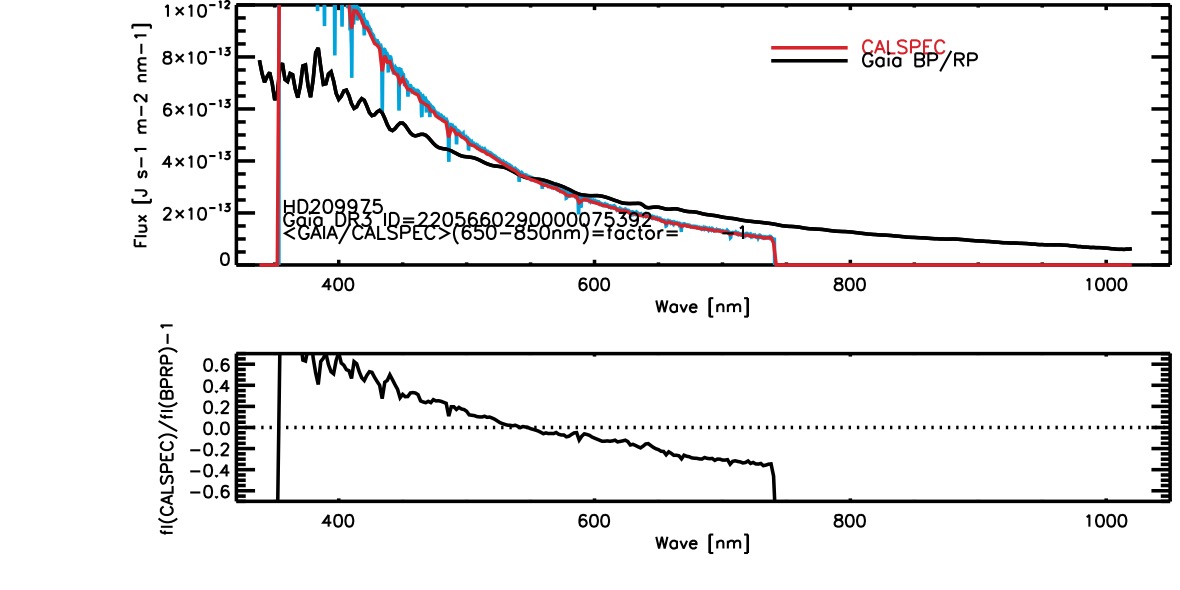 1×10−12
8×10−13
6×10−13
4×10−13
2×10−13
0
Flux [J s−1 m−2 nm−1]
CALSPEC
Gaia BP/RP
HD209975
Gaia DR3 ID=2205660290000075392
<GAIA/CALSPEC>(650−850nm)=factor= −1
400 600 800 1000
Wave [nm]
fl(CALSPEC)/fl(BPRP)−1
0.6
0.4
0.2
0.0
−0.2
−0.4
−0.6
400 600 800 1000
Wave [nm]